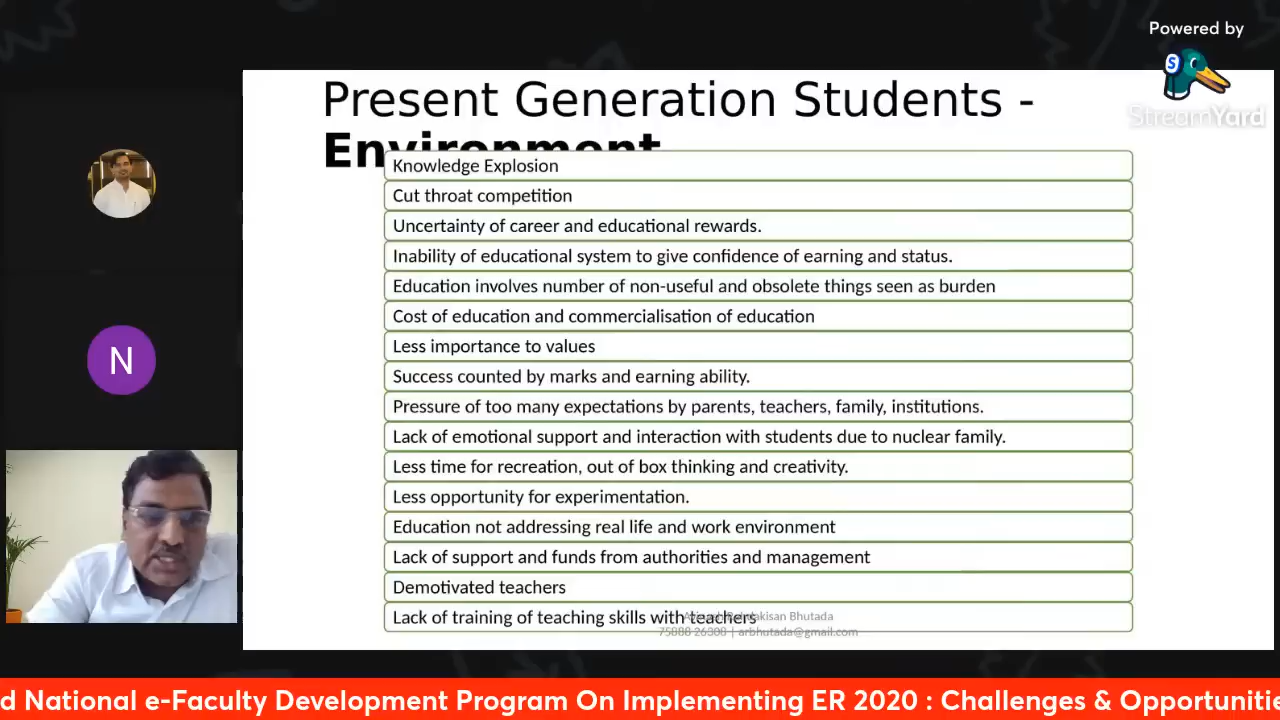 Powered by
StreamYard
Present Generation Students -
Environment
Knowledge Explosion
Cut throat competition
Uncertainty of career and educational rewards.
Inability of educational system to give confidence of earning and status.
Education involves number of non-useful and obsolete things seen as burden
Cost of education and commercialisation of education
Less importance to values
Success counted by marks and earning ability.
Pressure of too many expectations by parents, teachers, family, institutions.
Lack of emotional support and interaction with students due to nuclear family.
Less time for recreation, out of box thinking and creativity.
Less opportunity for experimentation.
Education not addressing real life and work environment
Lack of support and funds from authorities and management
Demotivated teachers
Lack of training of teaching skills with teachers
Bhutada
| arbhutada@gmail.com
N
d National e-Faculty Development Program On Implementing ER 2020 : Challenges & Opportunitie